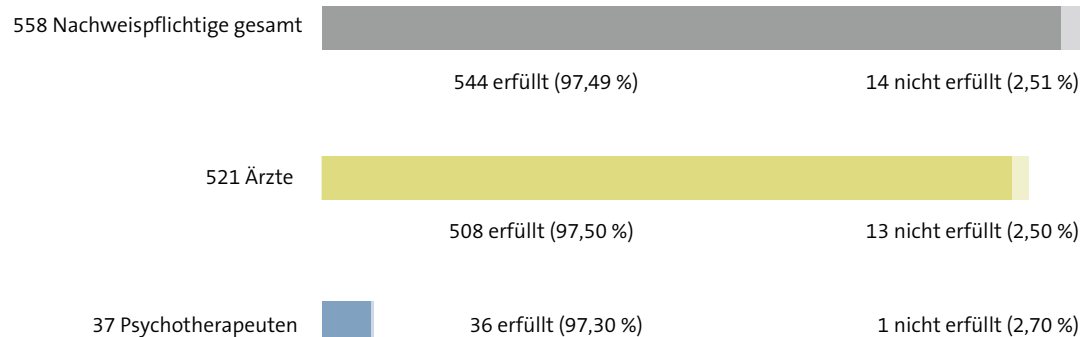 558 Nachweispflichtige gesamt
544 erfüllt (97,49 %) 14 nicht erfüllt (2,51 %)
521 Ärzte
508 erfüllt (97,50 %) 13 nicht erfüllt (2,50 %)
37 Psychotherapeuten 36 erfüllt (97,30 %) 1 nicht erfüllt (2,70 %)